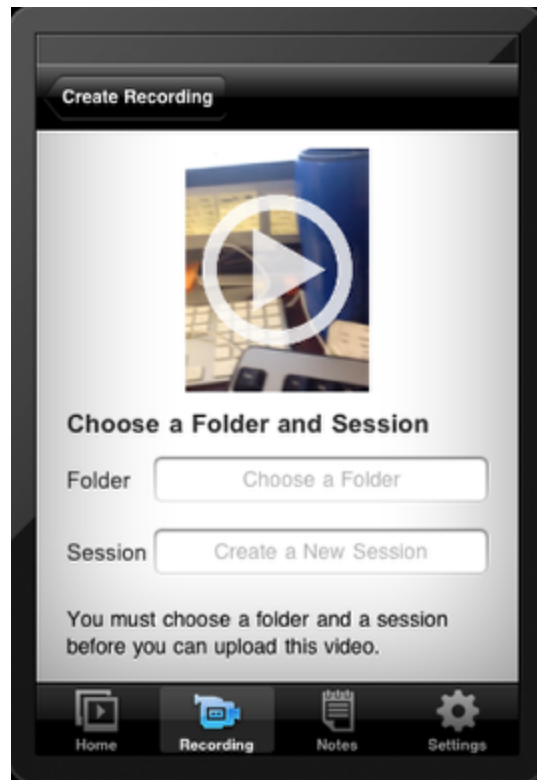 Create Recording
Choose a Folder and Session
Folder Choose a Folder
Session Create a New Session
You must choose a folder and a session
before you can upload this video.
Home Recording Notes Settings